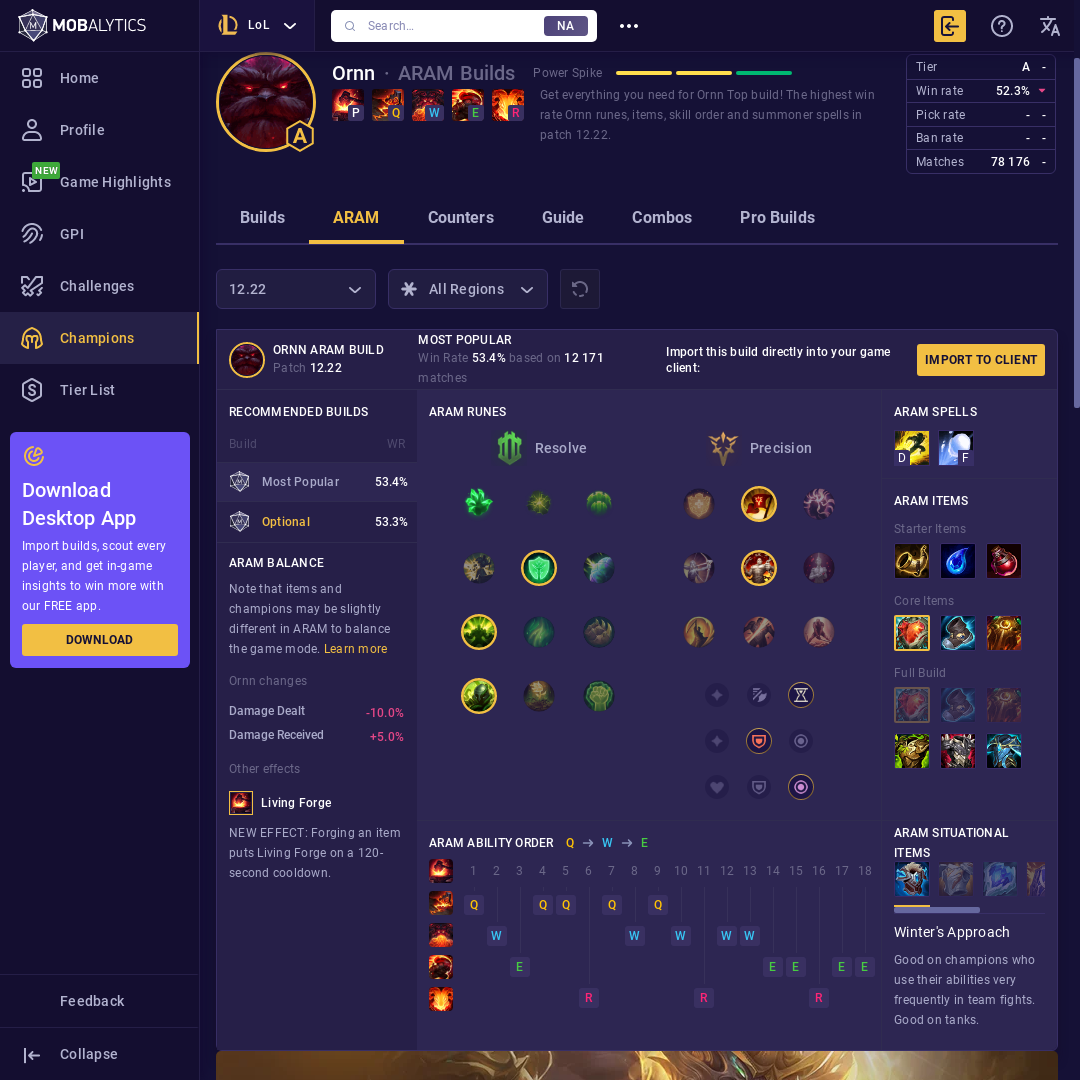 MOBALYTICS
LoL
Search...
NA
Home
Profile
NEW
Game Highlights
GPI
Challenges
Champions
Tier List
Download
Desktop App
Import builds, scout every
player, and get in-game
insights to win more with
our FREE app.
DOWNLOAD
Feedback
Collapse
A
Ornn · ARAM Builds
P
Q
W
E
R
Power Spike
Get everything you need for Ornn Top build! The highest win
rate Ornn runes, items, skill order and summoner spells in
patch 12.22.
Tier A -
Win rate 52.3%
Pick rate - -
Ban rate - -
Matches 78 176 -
Builds ARAM Counters Guide Combos Pro Builds
12.22
All Regions
ORNN ARAM BUILD
Patch 12.22
MOST POPULAR
Win Rate 53.4% based on 12 171
matches
Import this build directly into your game
client:
IMPORT TO CLIENT
RECOMMENDED BUILDS
Build WR
Most Popular 53.4%
Optional 53.3%
ARAM BALANCE
Note that items and
champions may be slightly
different in ARAM to balance
the game mode. Learn more
Ornn changes
Damage Dealt -10.0%
Damage Received +5.0%
Other effects
Living Forge
NEW EFFECT: Forging an item
puts Living Forge on a 120-
second cooldown.
ARAM RUNES
Resolve
Precision
ARAM ABILITY ORDER Q → W → E
1 2 3 4 5 6 7 8 9 10 11 12 13 14 15 16 17 18
Q Q Q Q Q
W W W W W
E E E E E
R R R
ARAM SPELLS
D
F
ARAM ITEMS
Starter Items
Core Items
Full Build
ARAM SITUATIONAL
ITEMS
Winter's Approach
Good on champions who
use their abilities very
frequently in team fights.
Good on tanks.